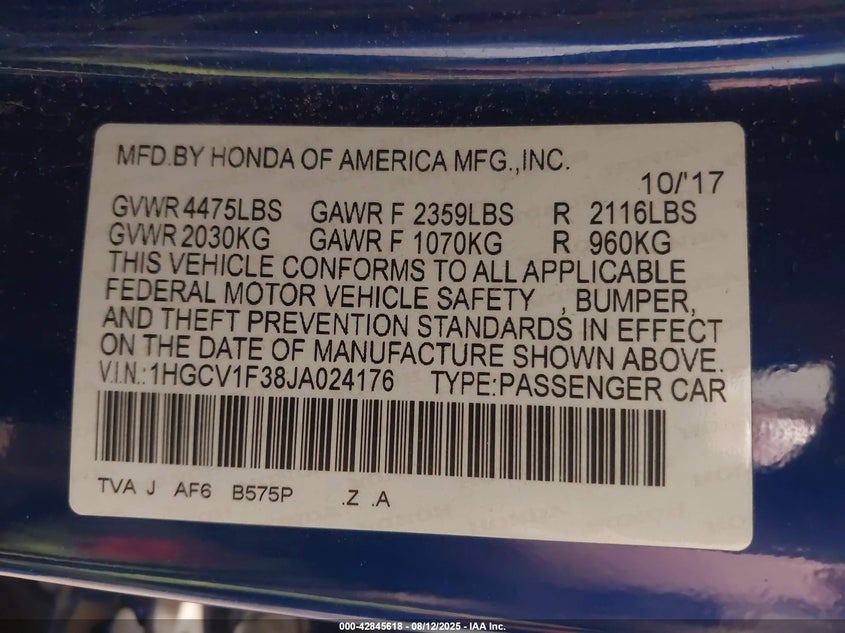 MFD.BY HONDA OF AMERICA MFG.,INC.
10/'17
GVWR 4475LBS GAWR F 2359LBS R 2116LBS
GVWR 2030KG GAWR F 1070KG R 960KG
THIS VEHICLE CONFORMS TO ALL APPLICABLE
FEDERAL MOTOR VEHICLE SAFETY , BUMPER,
AND THEFT PREVENTION STANDARDS IN EFFECT
ON THE DATE OF MANUFACTURE SHOWN ABOVE.
V.I.N.:1HGCV1F38JA024176 TYPE:PASSENGER CAR
TVA J AF6 B575P .Z .A
000-42845618 - 08/12/2025 - IAA Inc.